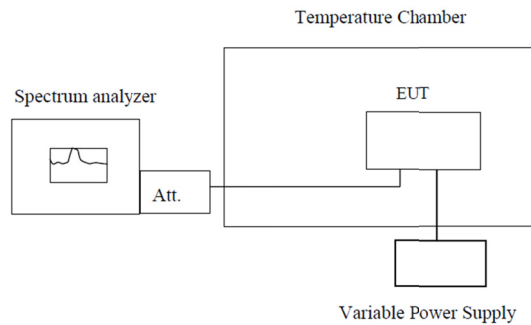 Temperature Chamber
Spectrum analyzer
EUT
Att.
Variable Power Supply